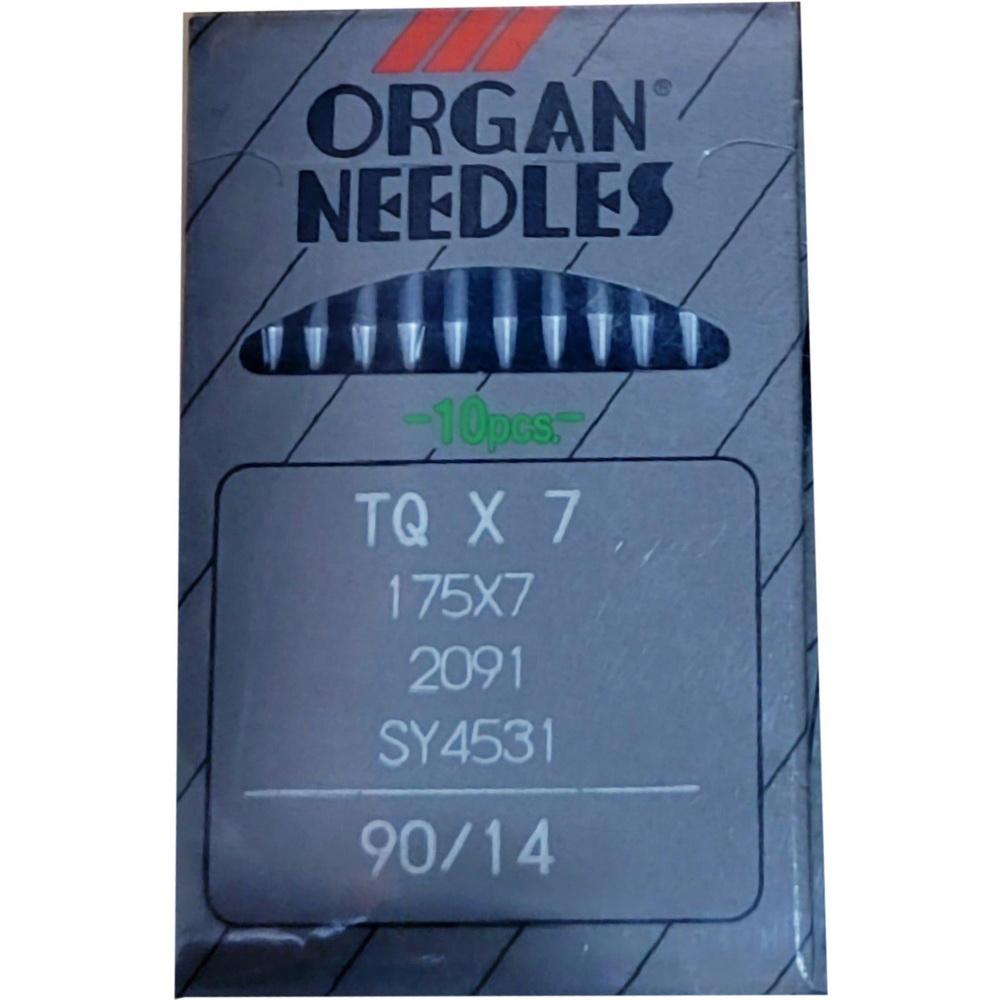 ORGAN®
NEEDLES
-10pcs.-
TQ X 7
175X7
2091
SY4531
90/14